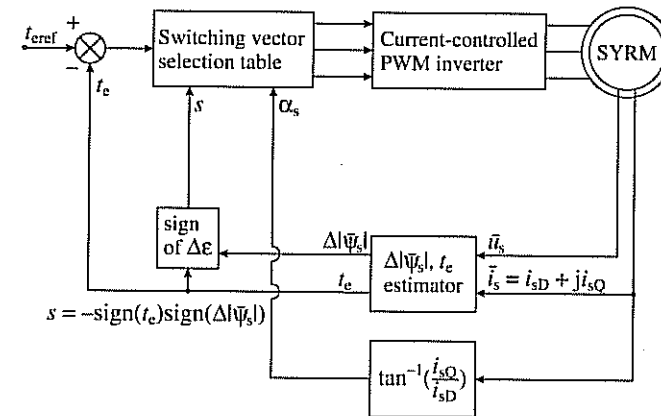 t_eref
+
−
t_e
Switching vector
selection table
Current-controlled
PWM inverter
SYRM
s
α_s
sign
of Δε
Δ|ψ̄_s|
t_e
Δ|ψ̄_s|, t_e
estimator
ū_s
ī_s = i_sD + ji_sQ
s = −sign(t_e)sign(Δ|ψ̄_s|)
tan⁻¹(i_sQ/i_sD)